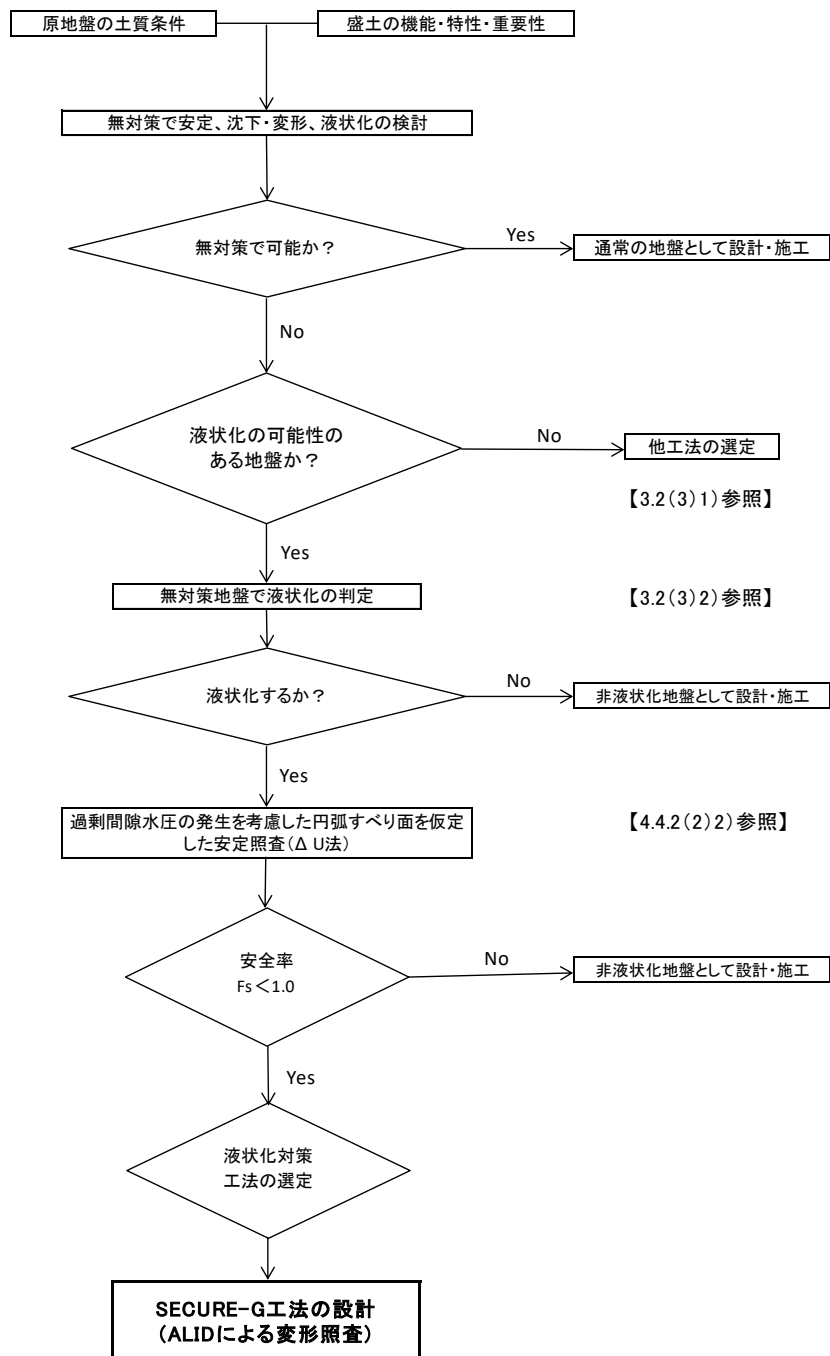 原地盤の土質条件
盛土の機能・特性・重要性
無対策で安定、沈下・変形、液状化の検討
無対策で可能か？
Yes
通常の地盤として設計・施工
No
液状化の可能性の
ある地盤か？
No
他工法の選定
【3.2(3)1)参照】
Yes
無対策地盤で液状化の判定
【3.2(3)2)参照】
液状化するか？
No
非液状化地盤として設計・施工
Yes
過剰間隙水圧の発生を考慮した円弧すべり面を仮定
した安定照査(Δ U法)
【4.4.2(2)2)参照】
安全率
Fs＜1.0
No
非液状化地盤として設計・施工
Yes
液状化対策
工法の選定
SECURE-G工法の設計
(ALIDによる変形照査)